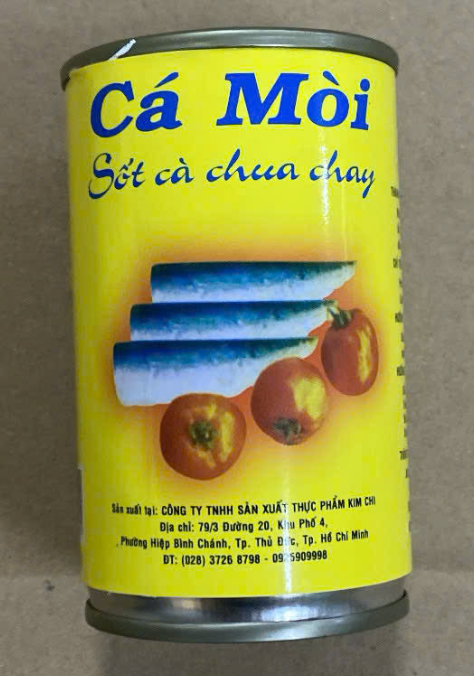 Cá Mòi
Sốt cà chua chay
Sản xuất tại: CÔNG TY TNHH SẢN XUẤT THỰC PHẨM KIM CHI
Địa chỉ: 79/3 Đường 20, Khu Phố 4,
Phường Hiệp Bình Chánh, Tp. Thủ Đức, Tp. Hồ Chí Minh
ĐT: (028) 3726 8798 - 0925909998